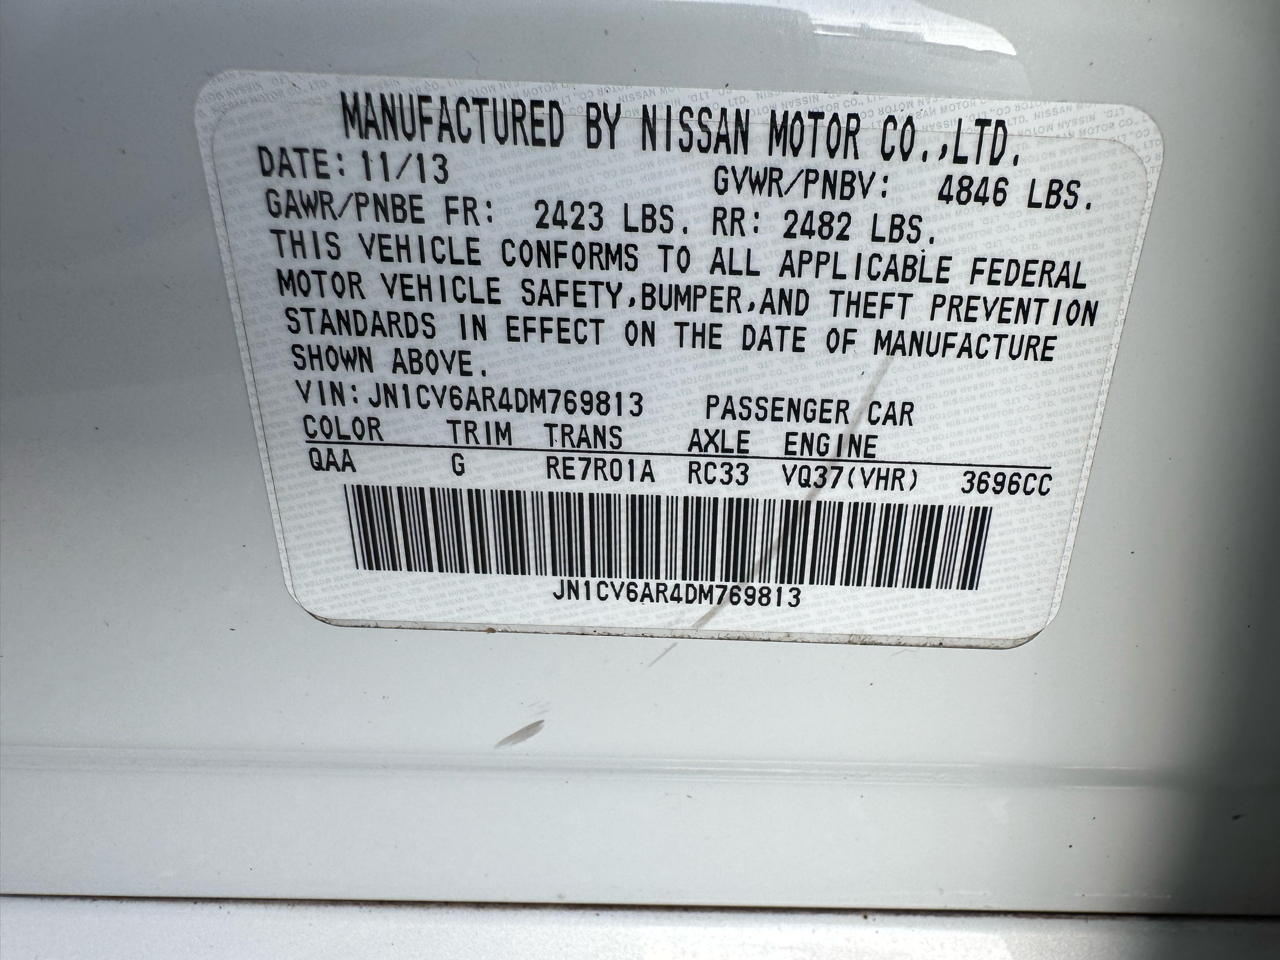 MANUFACTURED BY NISSAN MOTOR CO.,LTD.
DATE: 11/13 GVWR/PNBV: 4846 LBS.
GAWR/PNBE FR: 2423 LBS. RR: 2482 LBS.
THIS VEHICLE CONFORMS TO ALL APPLICABLE FEDERAL
MOTOR VEHICLE SAFETY,BUMPER,AND THEFT PREVENTION
STANDARDS IN EFFECT ON THE DATE OF MANUFACTURE
SHOWN ABOVE.
VIN:JN1CV6AR4DM769813 PASSENGER CAR
COLOR TRIM TRANS AXLE ENGINE
QAA G RE7R01A RC33 VQ37(VHR) 3696CC
JN1CV6AR4DM769813